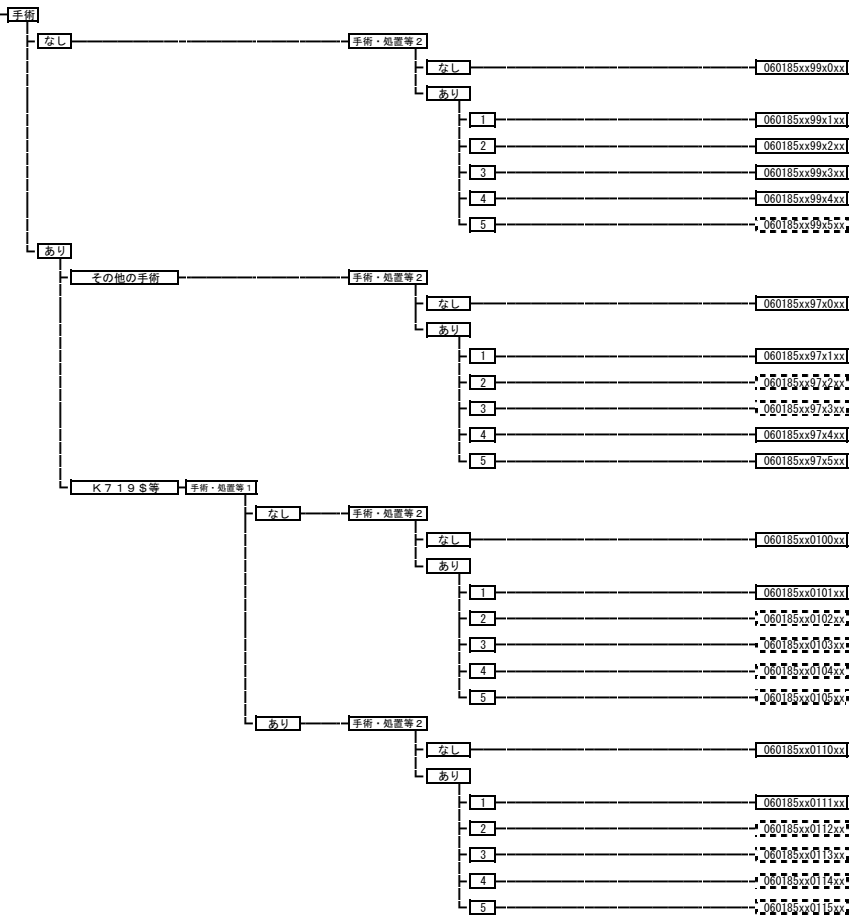 手術
なし 手術・処置等２
なし 060185xx99x0xx
あり
1 060185xx99x1xx
2 060185xx99x2xx
3 060185xx99x3xx
4 060185xx99x4xx
5 060185xx99x5xx
あり
その他の手術 手術・処置等２
なし 060185xx97x0xx
あり
1 060185xx97x1xx
2 060185xx97x2xx
3 060185xx97x3xx
4 060185xx97x4xx
5 060185xx97x5xx
Ｋ７１９＄等 手術・処置等１
なし 手術・処置等２
なし 060185xx0100xx
あり
1 060185xx0101xx
2 060185xx0102xx
3 060185xx0103xx
4 060185xx0104xx
5 060185xx0105xx
あり 手術・処置等２
なし 060185xx0110xx
あり
1 060185xx0111xx
2 060185xx0112xx
3 060185xx0113xx
4 060185xx0114xx
5 060185xx0115xx